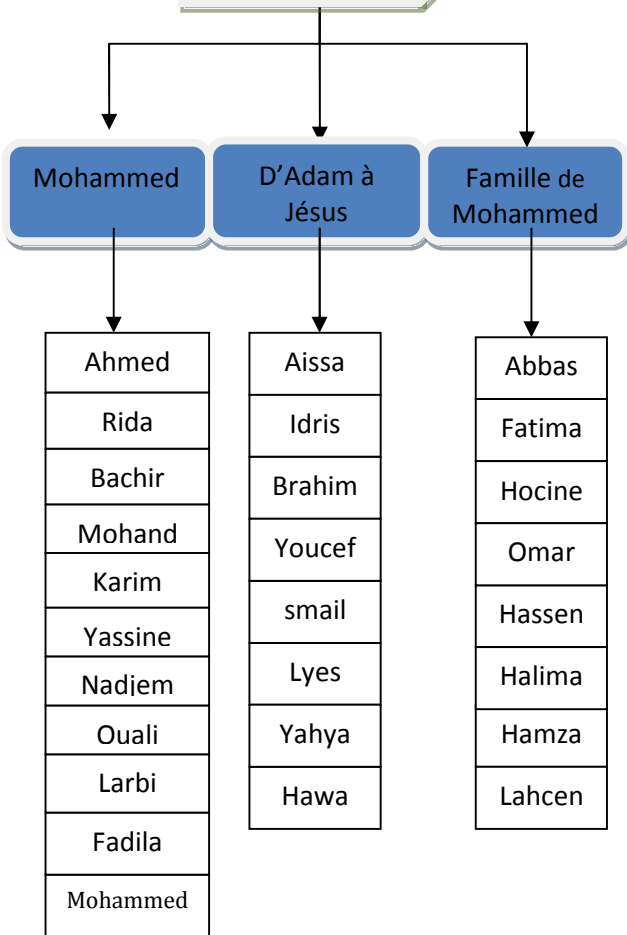 Mohammed
D'Adam à
Jésus
Famille de
Mohammed
Ahmed
Rida
Bachir
Mohand
Karim
Yassine
Nadjem
Ouali
Larbi
Fadila
Mohammed
Aissa
Idris
Brahim
Youcef
smail
Lyes
Yahya
Hawa
Abbas
Fatima
Hocine
Omar
Hassen
Halima
Hamza
Lahcen